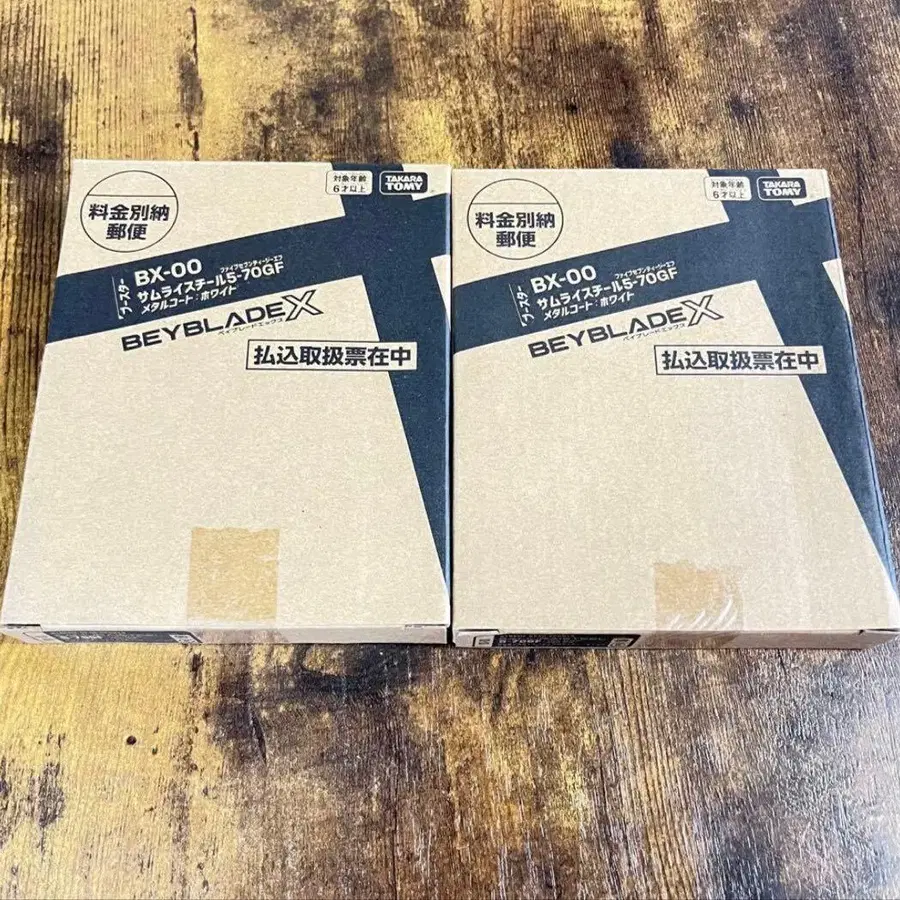 料金別納
郵便
対象年齢
6才以上
TAKARA
TOMY
ブースター
BX-00
ファイブセブンティージーエフ
サムライスチール5-70GF
メタルコート：ホワイト
BEYBLADE X
ベイブレードエックス
払込取扱票在中
料金別納
郵便
対象年齢
6才以上
TAKARA
TOMY
ブースター
BX-00
ファイブセブンティージーエフ
サムライスチール5-70GF
メタルコート：ホワイト
BEYBLADE X
ベイブレードエックス
払込取扱票在中
5-70GF